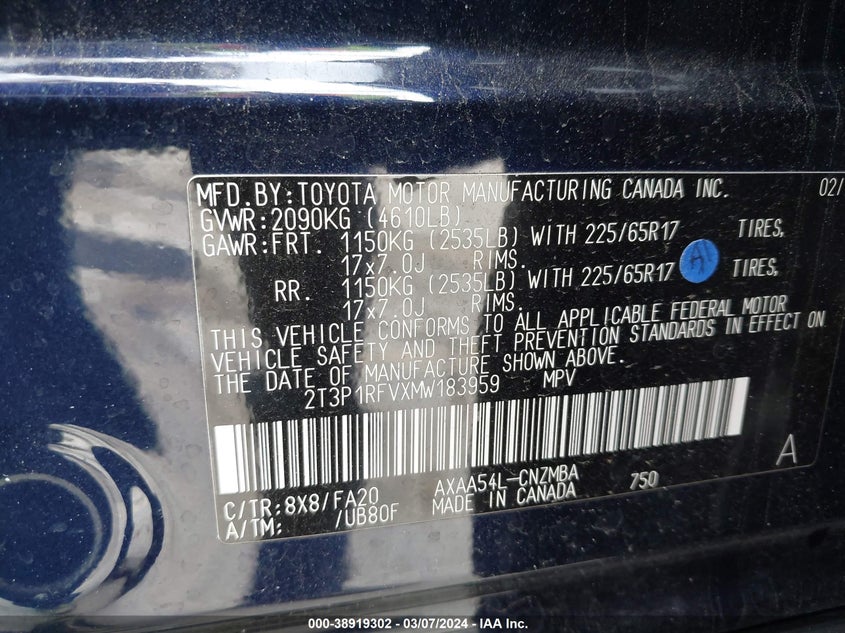 MFD.BY:TOYOTA MOTOR MANUFACTURING CANADA INC. 02/
GVWR:2090KG (4610LB)
GAWR:FRT. 1150KG (2535LB) WITH 225/65R17 TIRES,
17x7.0J RIMS.
RR. 1150KG (2535LB) WITH 225/65R17 TIRES,
17x7.0J RIMS.
THIS VEHICLE CONFORMS TO ALL APPLICABLE FEDERAL MOTOR
VEHICLE SAFETY AND THEFT PREVENTION STANDARDS IN EFFECT ON
THE DATE OF MANUFACTURE SHOWN ABOVE.
2T3P1RFVXMW183959 MPV
A
C/TR:8X8/FA20 AXAA54L-CNZMBA 750
A/TM: /UB80F MADE IN CANADA
000-38919302 - 03/07/2024 - IAA Inc.